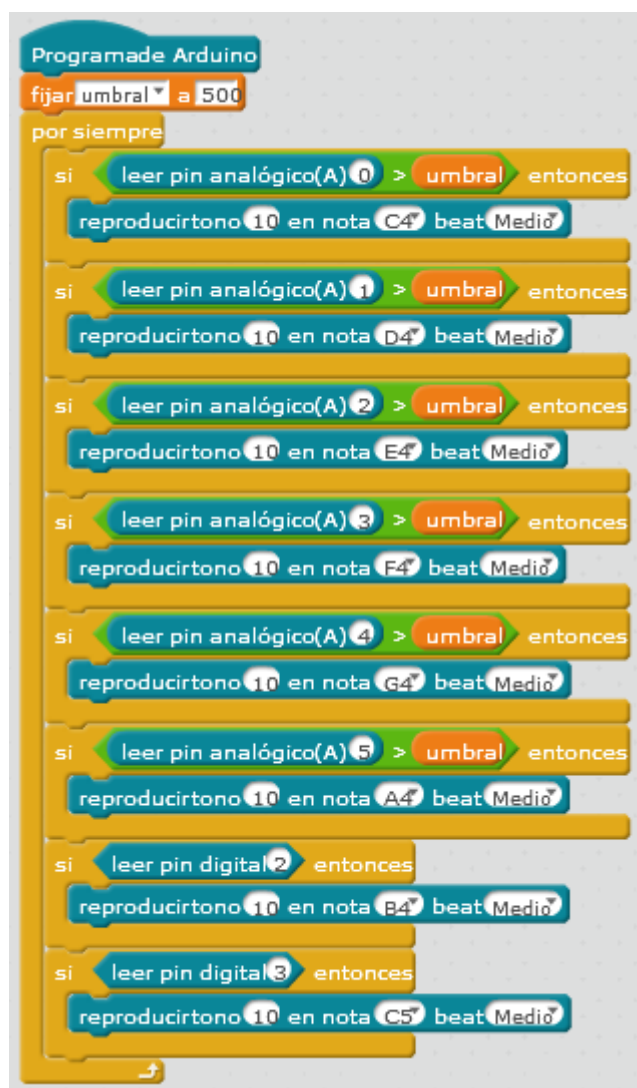 Programade Arduino
fijar umbral a 500
por siempre
si leer pin analógico(A) 0 > umbral entonces
reproducirtono 10 en nota C4 beat Medio
si leer pin analógico(A) 1 > umbral entonces
reproducirtono 10 en nota D4 beat Medio
si leer pin analógico(A) 2 > umbral entonces
reproducirtono 10 en nota E4 beat Medio
si leer pin analógico(A) 3 > umbral entonces
reproducirtono 10 en nota F4 beat Medio
si leer pin analógico(A) 4 > umbral entonces
reproducirtono 10 en nota G4 beat Medio
si leer pin analógico(A) 5 > umbral entonces
reproducirtono 10 en nota A4 beat Medio
si leer pin digital 2 entonces
reproducirtono 10 en nota B4 beat Medio
si leer pin digital 3 entonces
reproducirtono 10 en nota C5 beat Medio